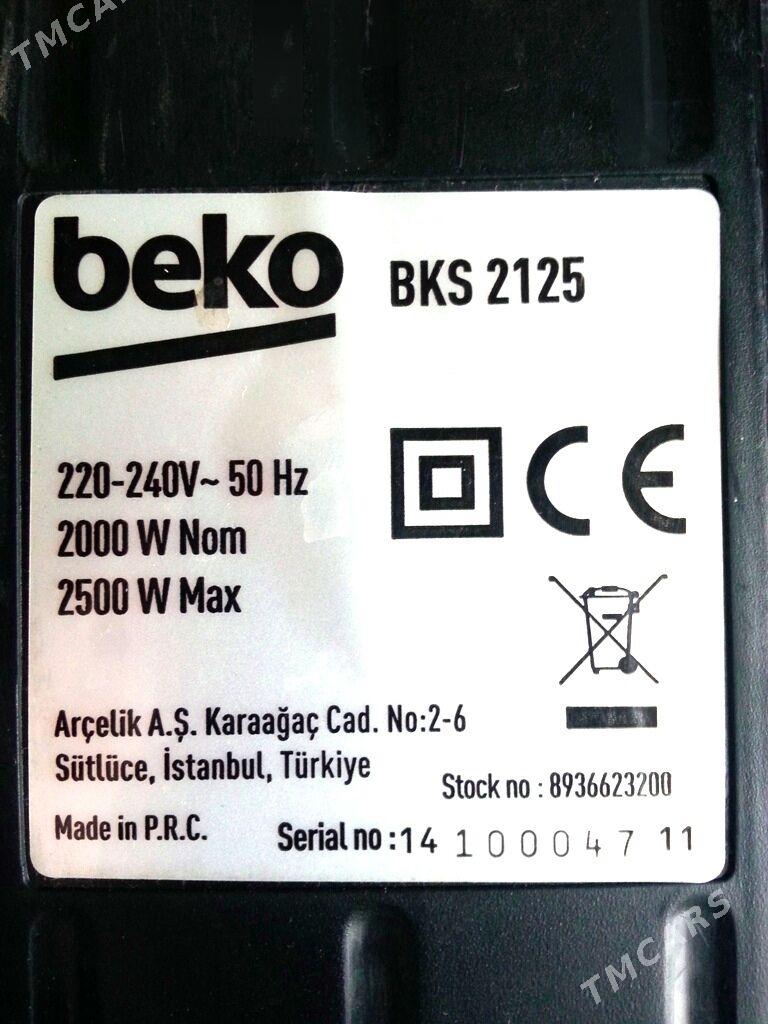 TMCARS
beko
BKS 2125
220-240V~ 50 Hz
2000 W Nom
2500 W Max
CE
Arçelik A.Ş. Karaağaç Cad. No:2-6
Sütlüce, İstanbul, Türkiye
Stock no : 8936623200
Made in P.R.C.
Serial no :14 100047 11
TMCARS